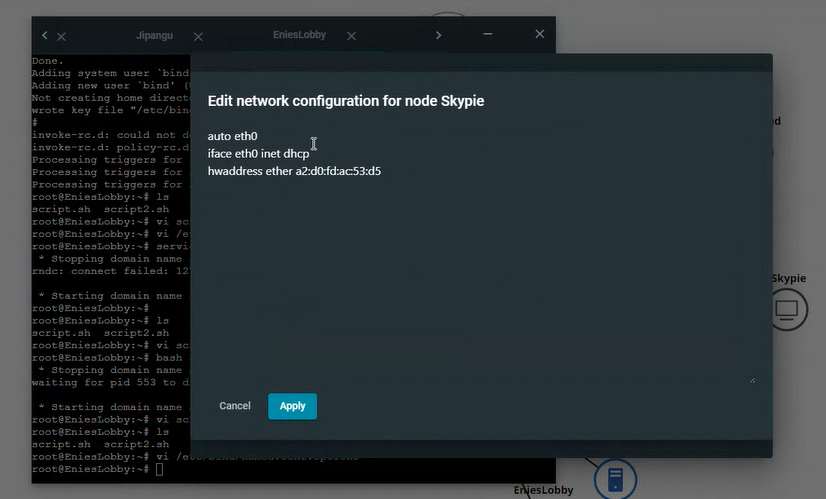 Jipangu
EniesLobby
Done.
Adding system user `bind
Adding new user `bind' (
Not creating home direct
wrote key file "/etc/bin
#
invoke-rc.d: could not d
invoke-rc.d: policy-rc.d
Processing triggers for
Processing triggers for
Processing triggers for
root@EniesLobby:~# ls
script.sh script2.sh
root@EniesLobby:~# vi sc
root@EniesLobby:~# vi /e
root@EniesLobby:~# servi
* Stopping domain name
rndc: connect failed: 12
* Starting domain name
root@EniesLobby:~#
root@EniesLobby:~# ls
script.sh script2.sh
root@EniesLobby:~# vi sc
root@EniesLobby:~# bash
* Stopping domain name
waiting for pid 553 to d
* Starting domain name
root@EniesLobby:~# vi sc
root@EniesLobby:~# ls
script.sh script2.sh
root@EniesLobby:~# vi /etc/bind/named.conf.options
root@EniesLobby:~#
Edit network configuration for node Skypie
auto eth0
iface eth0 inet dhcp
hwaddress ether a2:d0:fd:ac:53:d5
Cancel
Apply
Skypie
EniesLobby